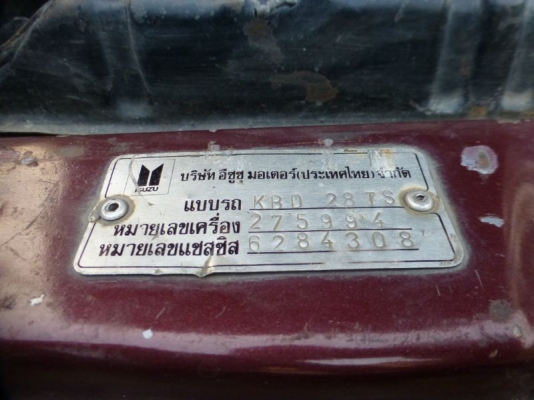 บริษัท อีซูซุ มอเตอร์(ประเทศไทย)จำกัด
ISUZU
แบบรถ KBD 28TS
หมายเลขเครื่อง 275994
หมายเลขแชสซีส 6284308